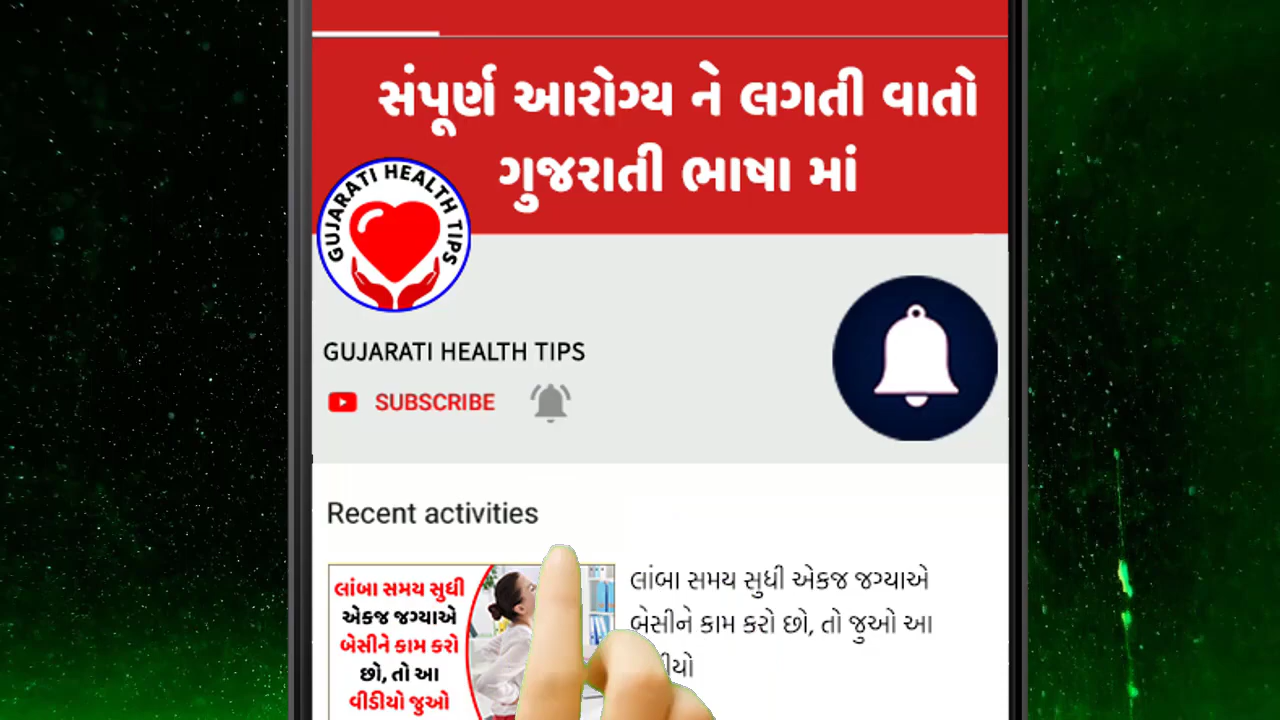 સંપૂર્ણ આરોગ્ય ને લગતી વાતો
ગુજરાતી ભાષા માં
GUJARATI HEALTH TIPS
GUJARATI HEALTH TIPS
SUBSCRIBE
Recent activities
લાંબા સમય સુધી
એકજ જગ્યાએ
બેસીને કામ કરો
છો, તો આ
વીડીયો જુઓ
લાંબા સમય સુધી એકજ જગ્યાએ
બેસીને કામ કરો છો, તો જુઓ આ